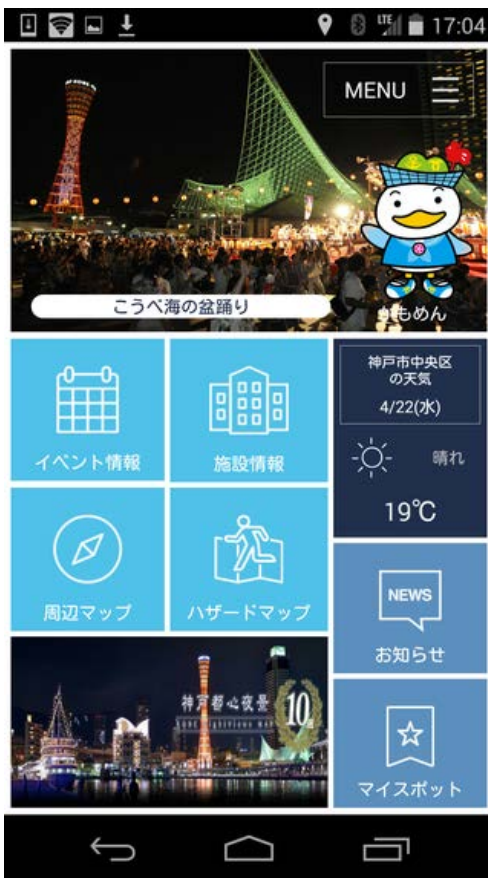 LTE 17:04
MENU
こうべ海の盆踊り
かもめん
神戸市中央区
の天気
4/22(水)
晴れ
19℃
イベント情報
施設情報
周辺マップ
ハザードマップ
NEWS
お知らせ
神戸都心夜景
10
マイスポット